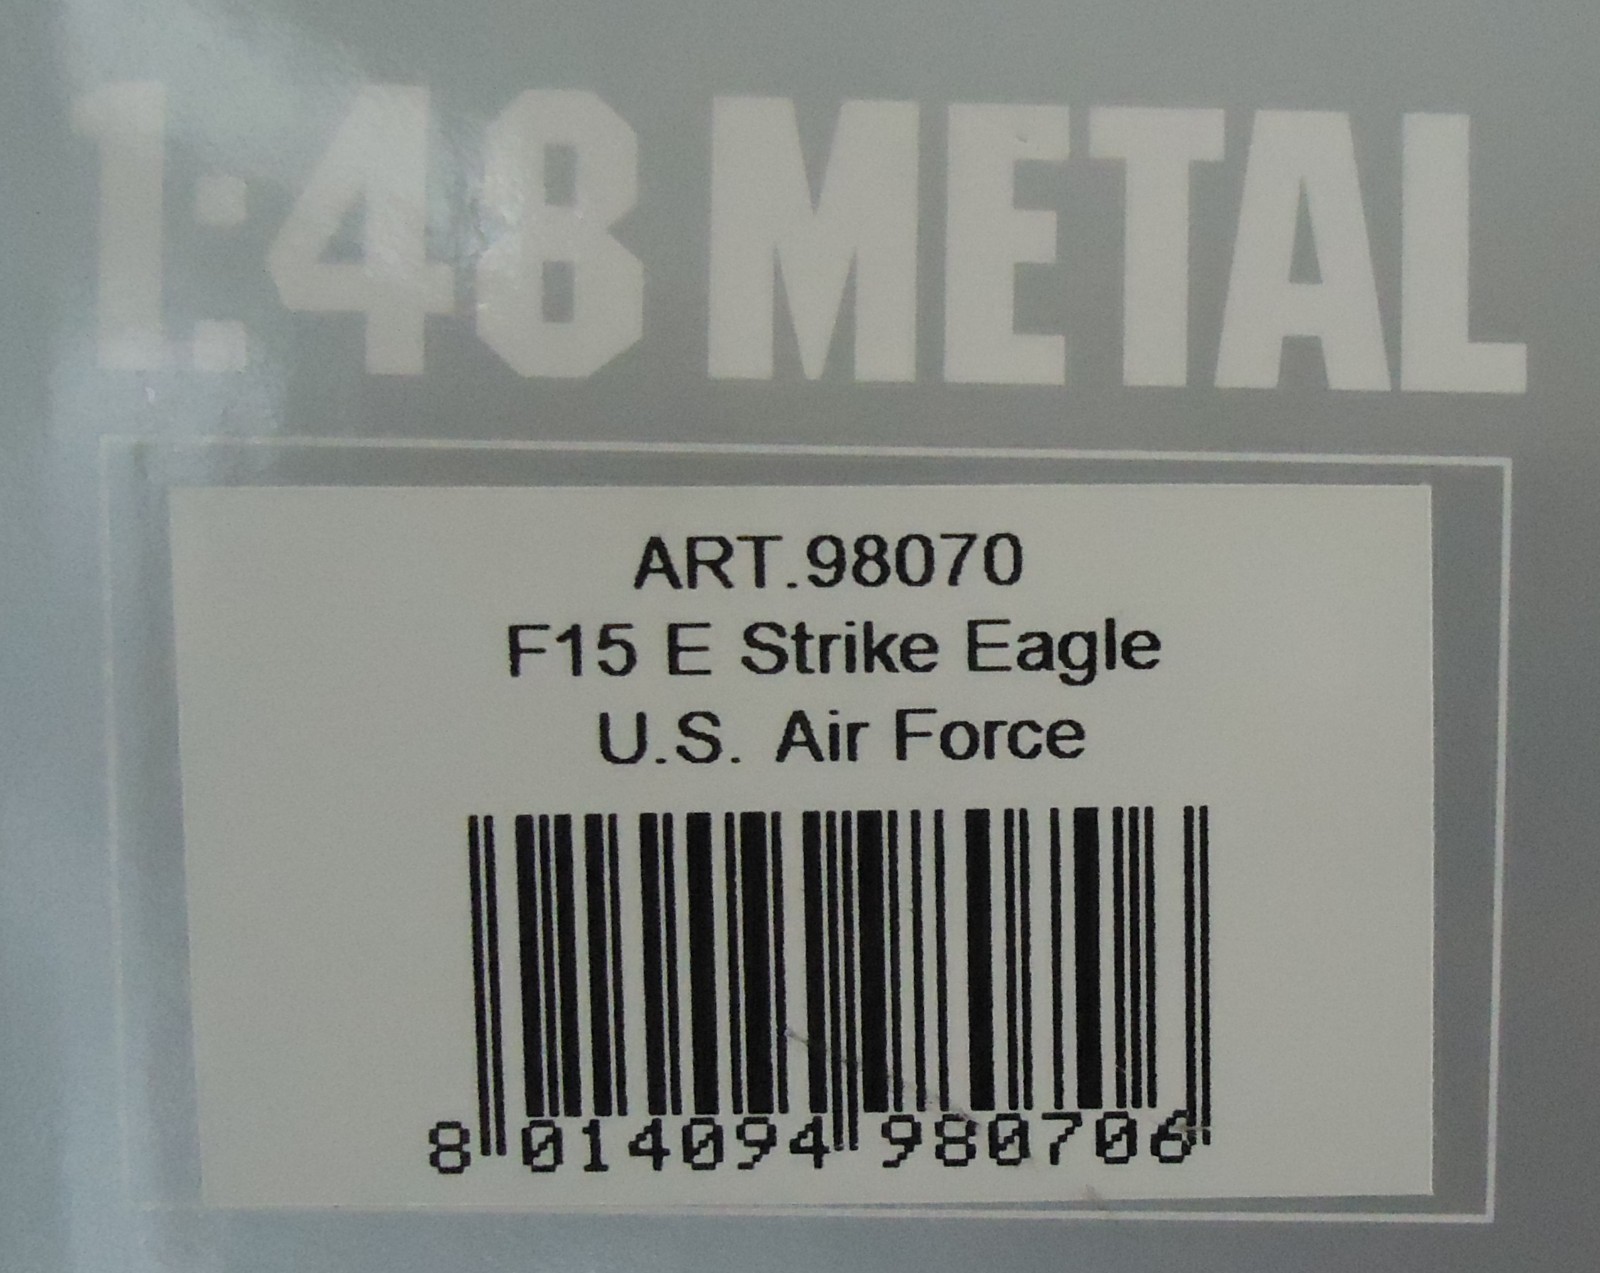 1:48 METAL
ART.98070
F15 E Strike Eagle
U.S. Air Force
8 014094 980706